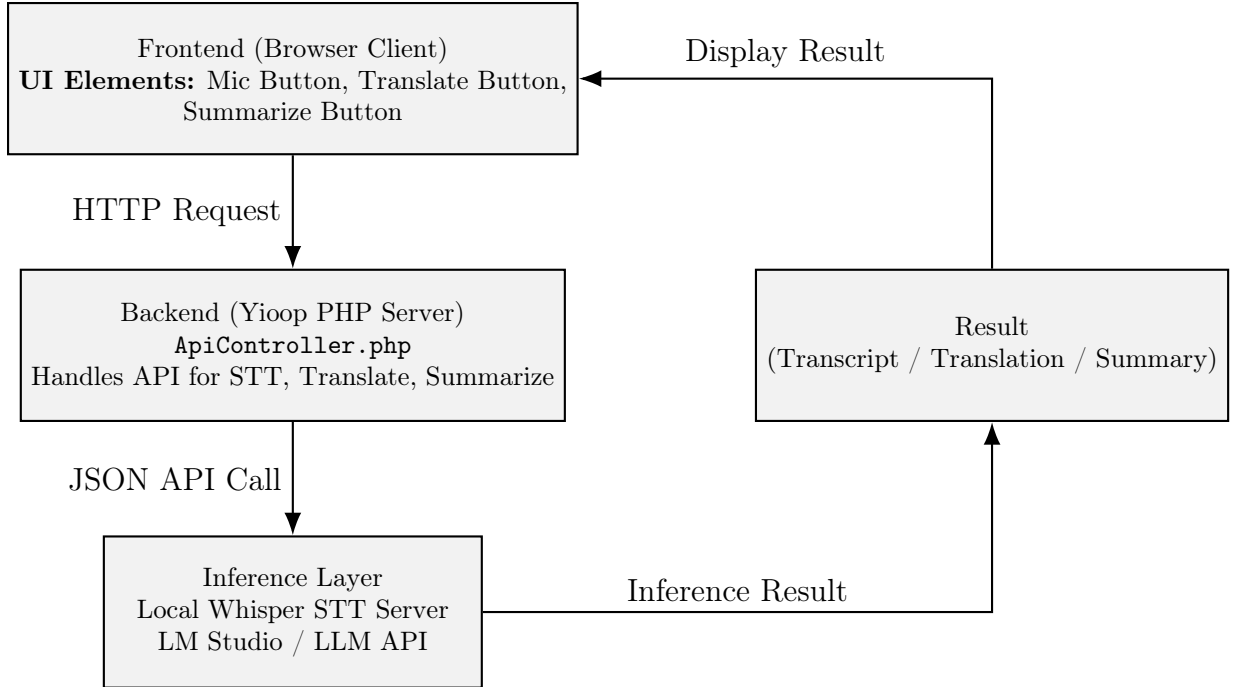 Frontend (Browser Client)
UI Elements: Mic Button, Translate Button,
Summarize Button
Display Result
HTTP Request
Backend (Yioop PHP Server)
ApiController.php
Handles API for STT, Translate, Summarize
Result
(Transcript / Translation / Summary)
JSON API Call
Inference Layer
Local Whisper STT Server
LM Studio / LLM API
Inference Result